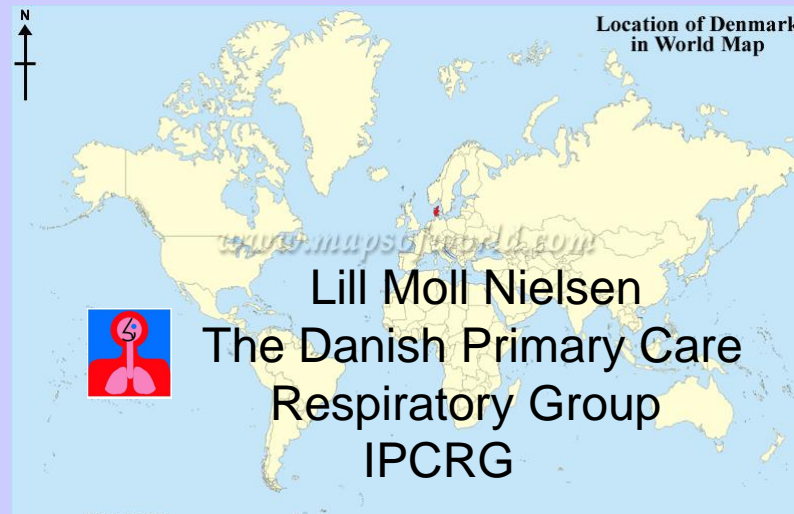 N
Location of Denmark
in World Map
www.mapsofworld.com
Lill Moll Nielsen
The Danish Primary Care
Respiratory Group
IPCRG